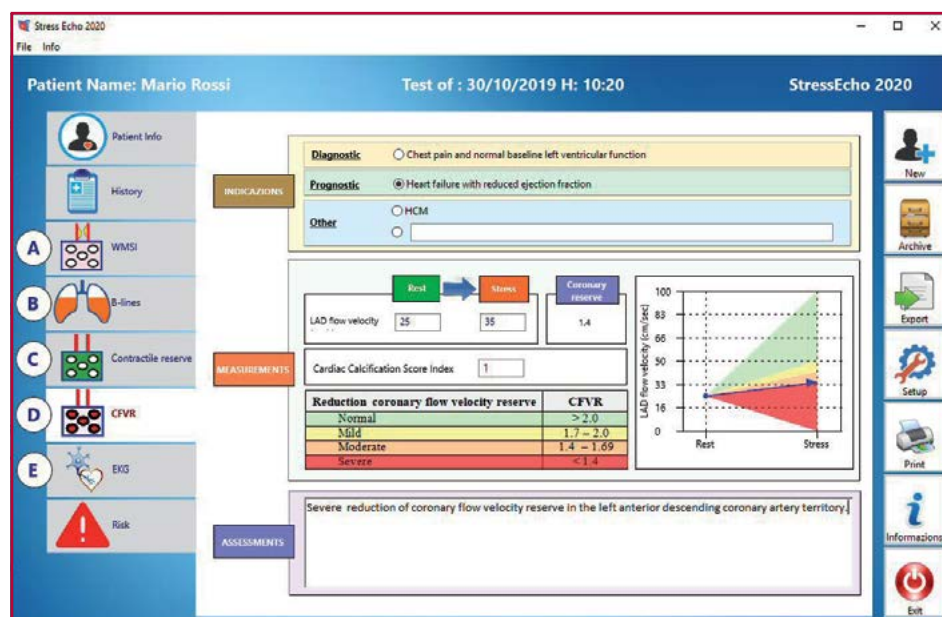 Stress Echo 2020
File Info
Patient Name: Mario Rossi
Test of : 30/10/2019 H: 10:20
StressEcho 2020
Patient Info
History
A
WMSI
B
B-lines
C
Contractile reserve
D
CFVR
E
EKG
Risk
INDICAZIONS
Diagnostic
Chest pain and normal baseline left ventricular function
Prognostic
Heart failure with reduced ejection fraction
Other
HCM
MEASUREMENTS
Rest
Stress
Coronary
reserve
LAD flow velocity
25
35
1.4
Cardiac Calcification Score Index
1
Reduction coronary flow velocity reserve CFVR
Normal > 2.0
Mild 1.7 – 2.0
Moderate 1.4 – 1.69
Severe < 1.4
LAD flow velocity (cm/sec)
100
83
66
50
33
16
0
Rest
Stress
ASSESSMENTS
Severe reduction of coronary flow velocity reserve in the left anterior descending coronary artery territory.
New
Archive
Export
Setup
Print
Informazions
Exit